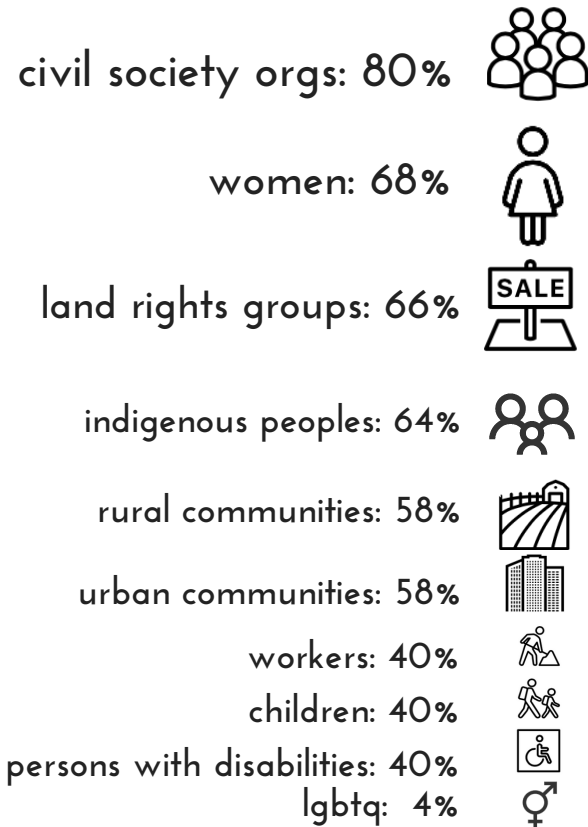 civil society orgs: 80%
women: 68%
SALE
land rights groups: 66%
indigenous peoples: 64%
rural communities: 58%
urban communities: 58%
workers: 40%
children: 40%
persons with disabilities: 40%
lgbtq: 4%